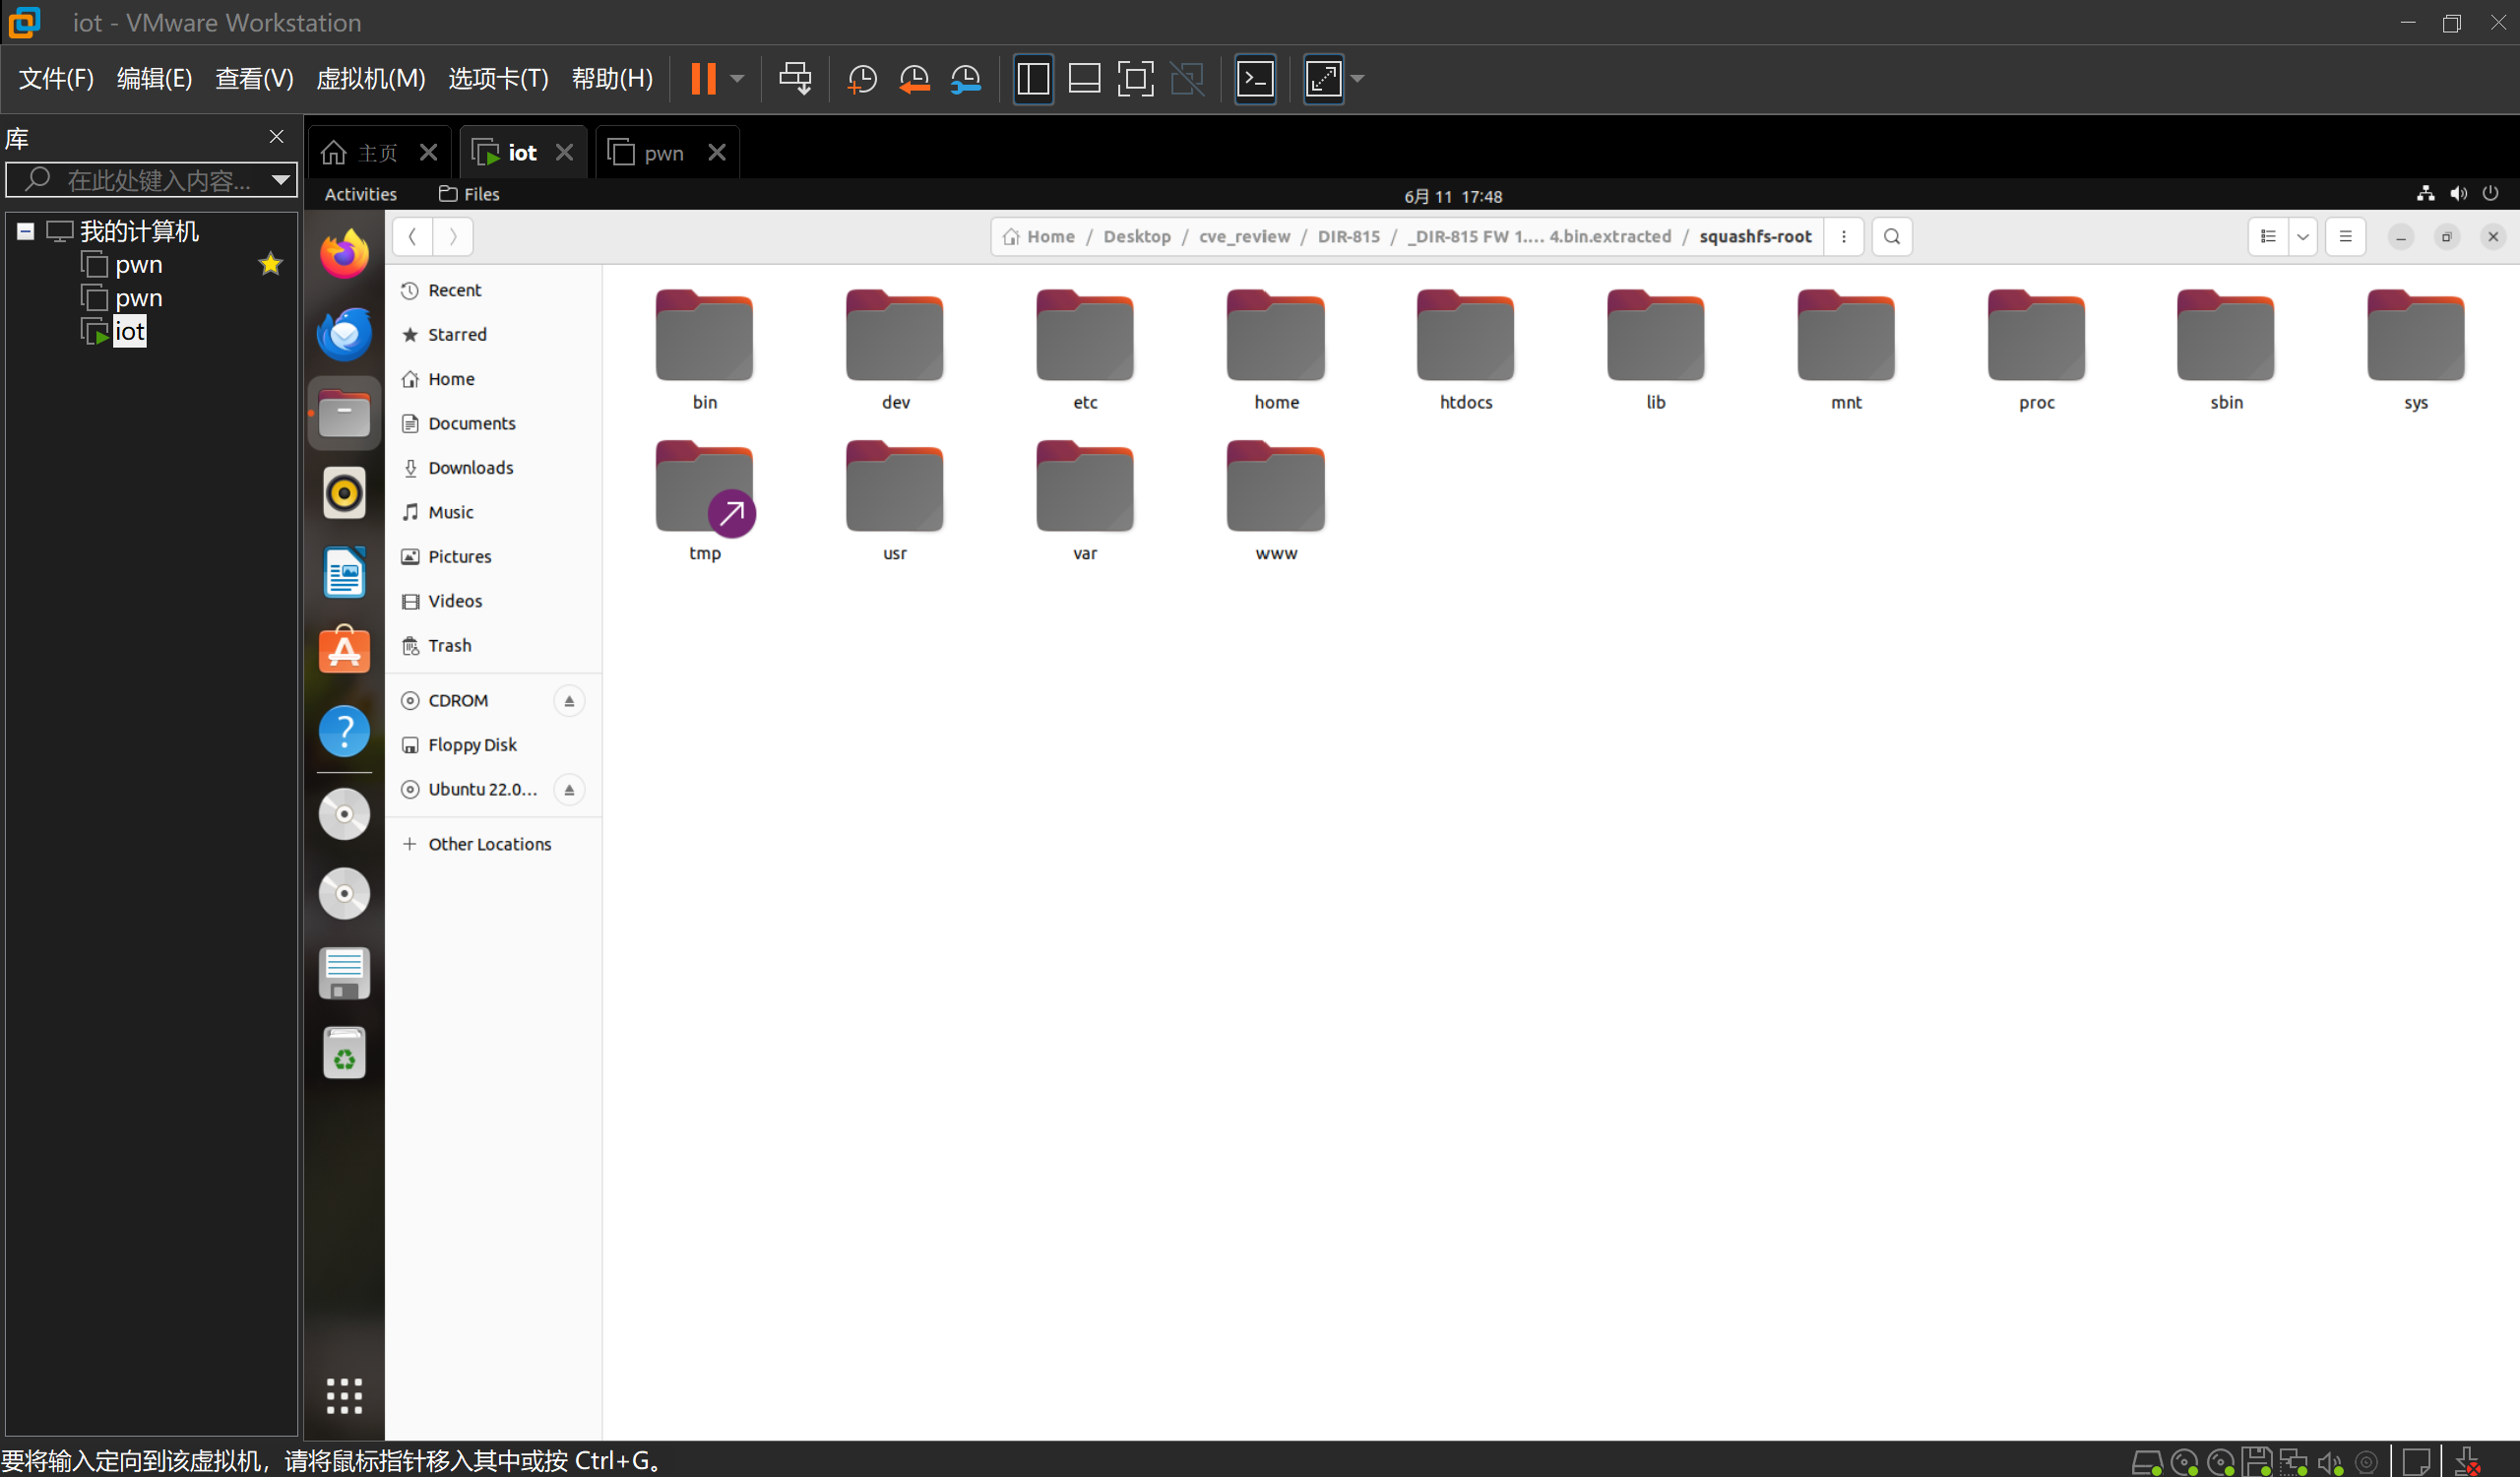 iot - VMware Workstation
文件(F) 编辑(E) 查看(V) 虚拟机(M) 选项卡(T) 帮助(H)
库
在此处键入内容...
我的计算机
pwn
pwn
iot
主页 iot pwn
Activities Files 6月 11 17:48
Home / Desktop / cve_review / DIR-815 / _DIR-815 FW 1.... 4.bin.extracted / squashfs-root
Recent
Starred
Home
Documents
Downloads
Music
Pictures
Videos
Trash
CDROM
Floppy Disk
Ubuntu 22.0...
Other Locations
bin dev etc home htdocs lib mnt proc sbin sys
tmp usr var www
要将输入定向到该虚拟机，请将鼠标指针移入其中或按 Ctrl+G。